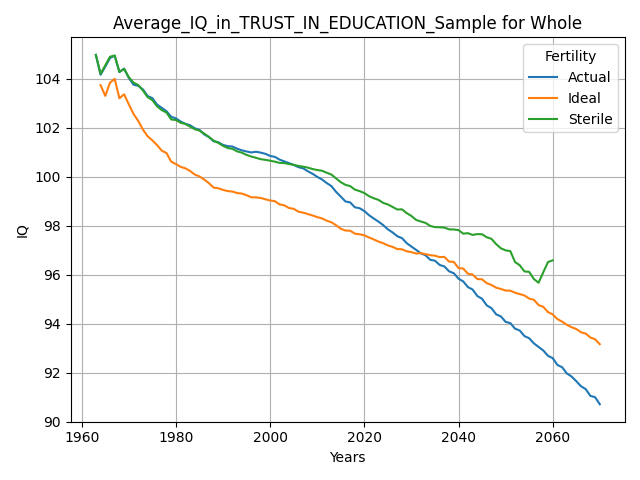 Average_IQ_in_TRUST_IN_EDUCATION_Sample for Whole
Fertility
Actual
Ideal
Sterile
IQ
104
102
100
98
96
94
92
90
1960
1980
2000
2020
2040
2060
Years